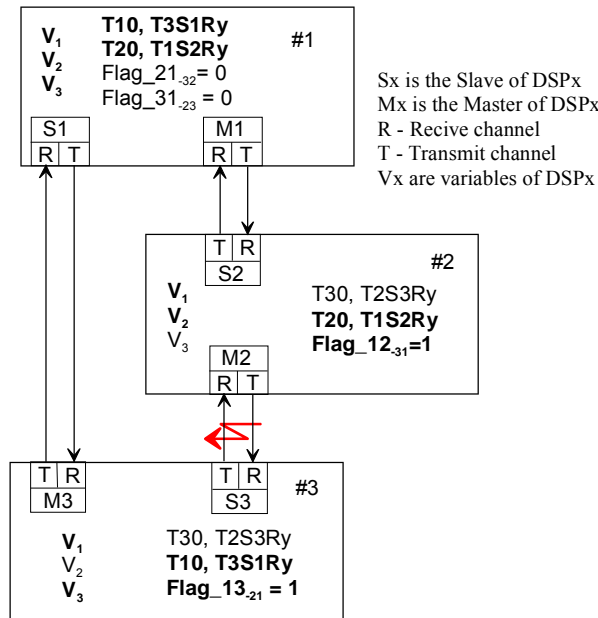 T10, T3S1Ry
#1
V1
T20, T1S2Ry
V2
Flag_21-32= 0
V3
Flag_31-23 = 0
S1
M1
R T
R T
Sx is the Slave of DSPx
Mx is the Master of DSPx
R - Recive channel
T - Transmit channel
Vx are variables of DSPx
T R
S2
#2
V1
T30, T2S3Ry
V2
T20, T1S2Ry
V3
Flag_12-31=1
M2
R T
T R
M3
T R
S3
#3
V1
T30, T2S3Ry
V2
T10, T3S1Ry
V3
Flag_13-21 = 1